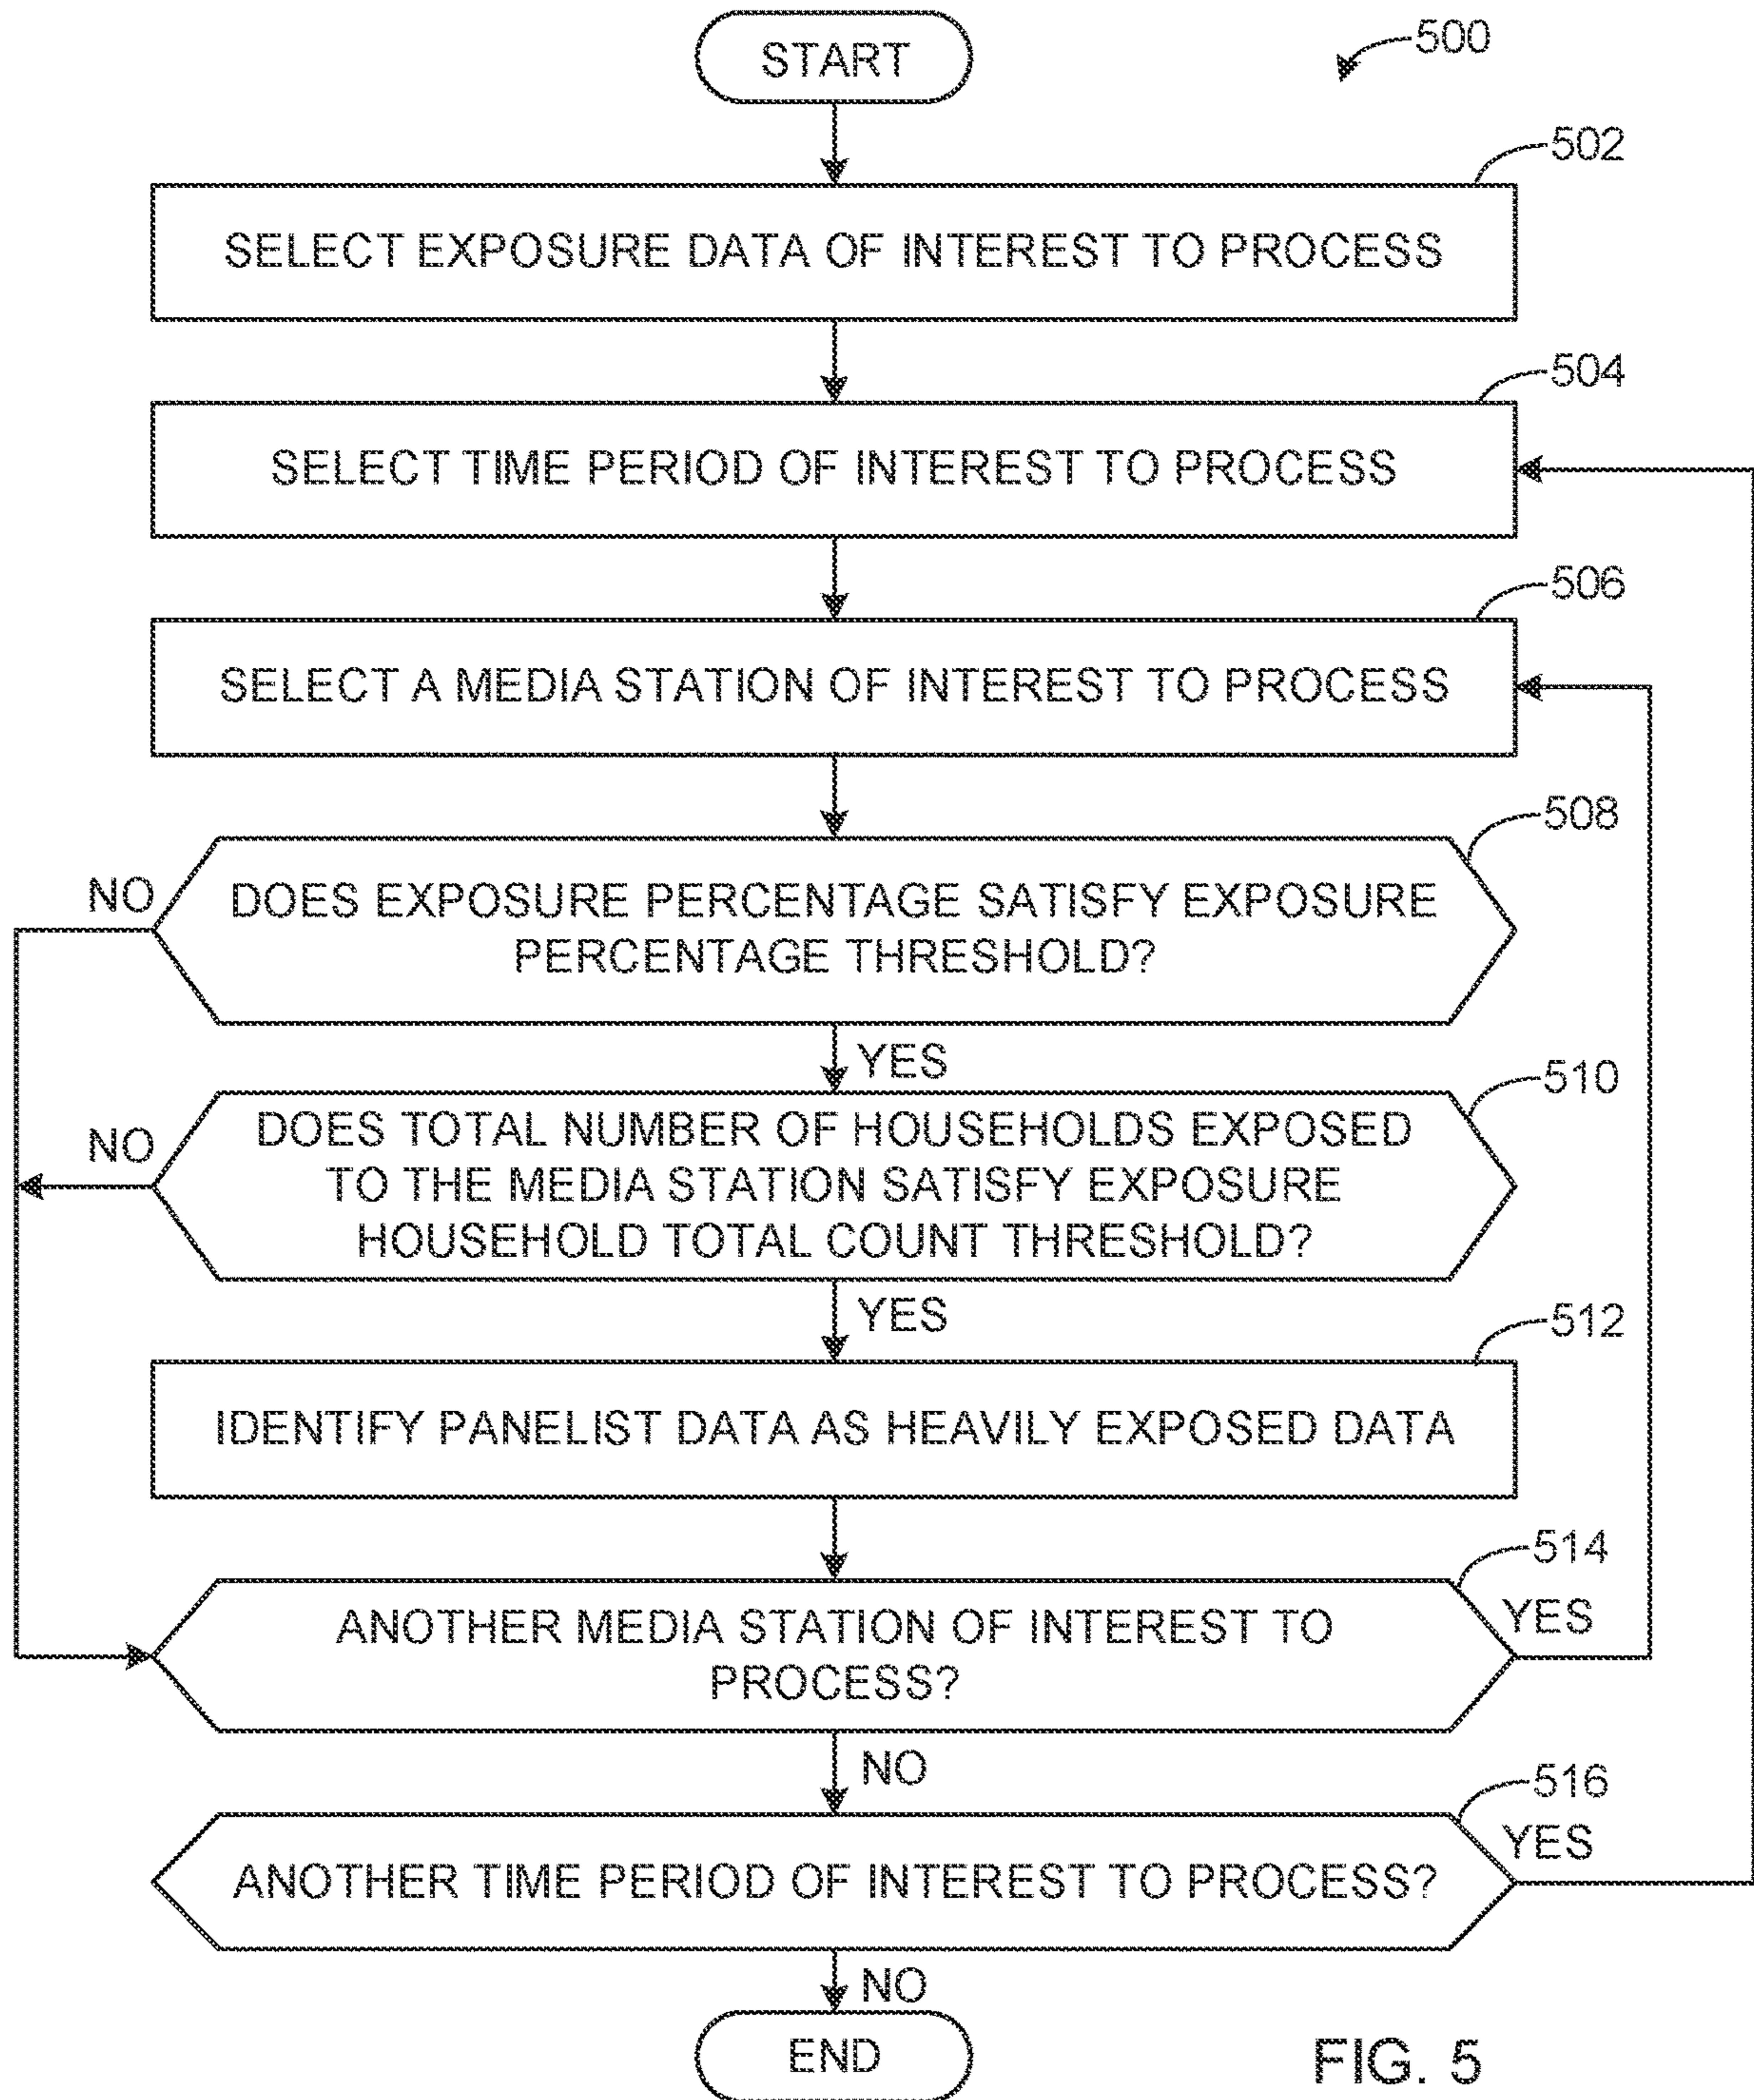 START
500
502
SELECT EXPOSURE DATA OF INTEREST TO PROCESS
504
SELECT TIME PERIOD OF INTEREST TO PROCESS
506
SELECT A MEDIA STATION OF INTEREST TO PROCESS
508
NO
DOES EXPOSURE PERCENTAGE SATISFY EXPOSURE
PERCENTAGE THRESHOLD?
YES
510
NO
DOES TOTAL NUMBER OF HOUSEHOLDS EXPOSED
TO THE MEDIA STATION SATISFY EXPOSURE
HOUSEHOLD TOTAL COUNT THRESHOLD?
YES
512
IDENTIFY PANELIST DATA AS HEAVILY EXPOSED DATA
514
ANOTHER MEDIA STATION OF INTEREST TO
PROCESS?
YES
NO
516
ANOTHER TIME PERIOD OF INTEREST TO PROCESS?
YES
NO
END
FIG. 5